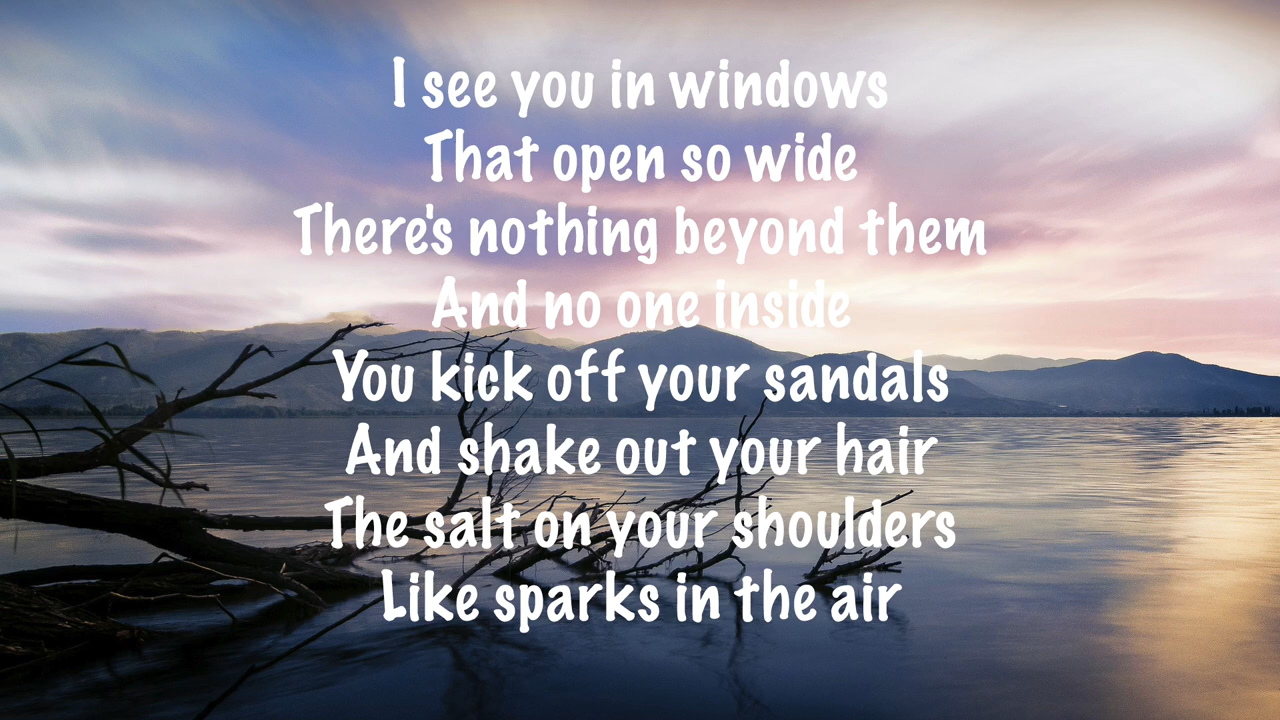 I see you in windows
That open so wide
There's nothing beyond them
And no one inside
You kick off your sandals
And shake out your hair
The salt on your shoulders
Like sparks in the air